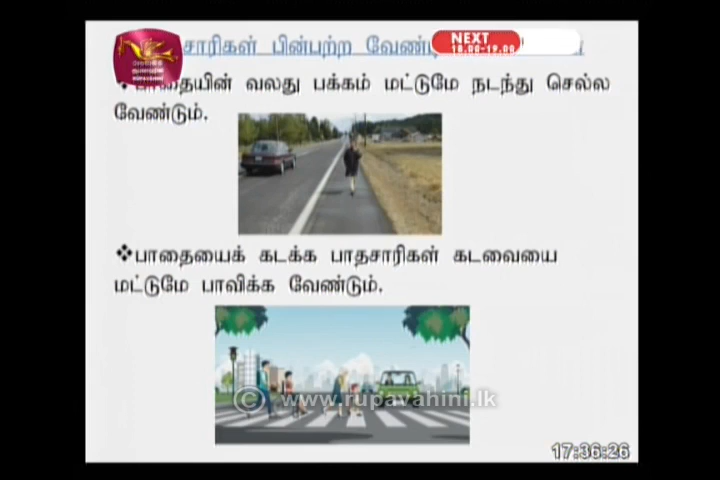 சாரிகள் பின்பற்ற
NEXT
18.00-19.00
❖பாதையின் வலது பக்கம் மட்டுமே நடந்து செல்ல
வேண்டும்.
❖பாதையைக் கடக்க பாதசாரிகள் கடவையை
மட்டுமே பாவிக்க வேண்டும்.
© www.rupavahini.lk
17:36:26